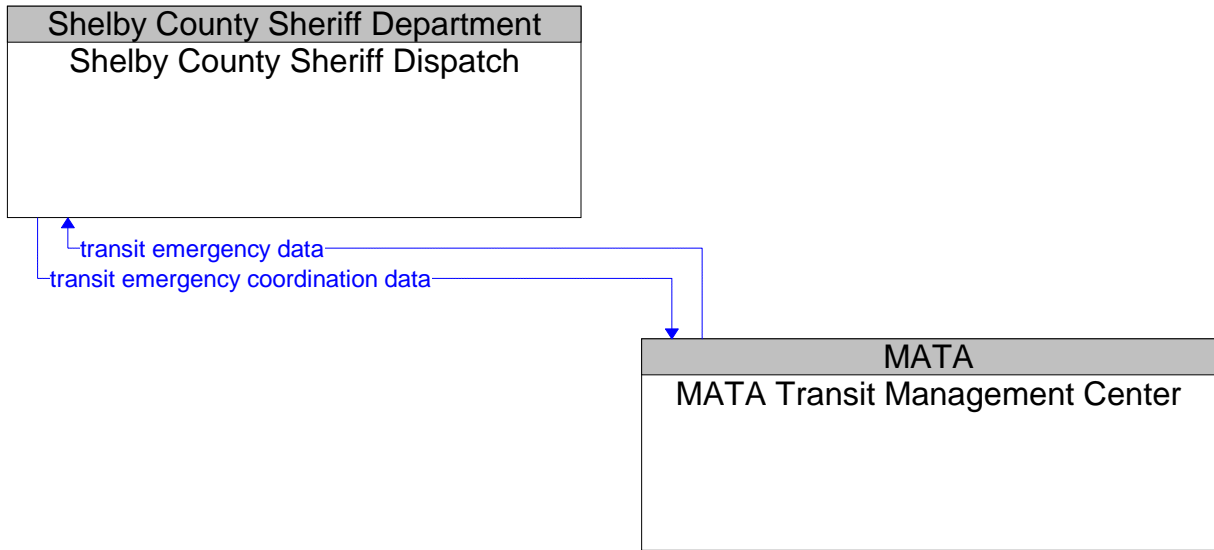 Shelby County Sheriff Department
Shelby County Sheriff Dispatch
transit emergency data
transit emergency coordination data
MATA
MATA Transit Management Center